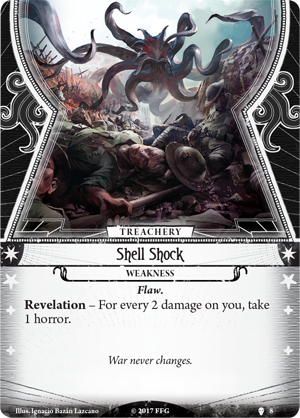 TREACHERY
Shell Shock
WEAKNESS
Flaw.
Revelation – For every 2 damage on you, take
1 horror.
War never changes.
Illus. Ignacio Bazán Lazcano
© 2017 FFG
8